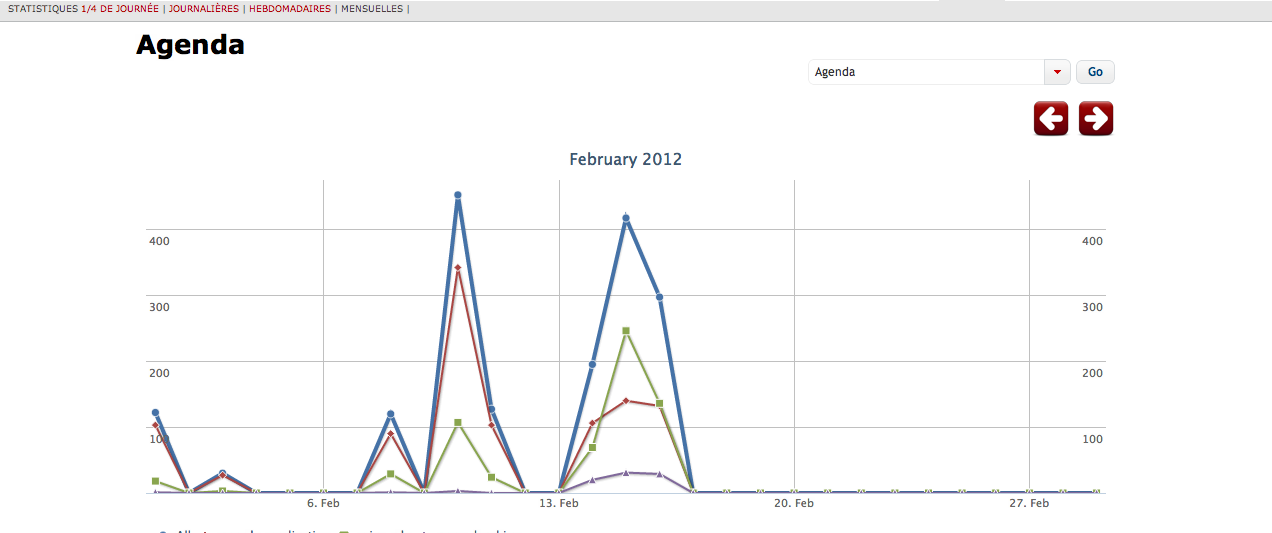 STATISTIQUES 1/4 DE JOURNÉE | JOURNALIÈRES | HEBDOMADAIRES | MENSUELLES |
Agenda
Agenda Go
February 2012
400 400
300 300
200 200
100 100
6. Feb 13. Feb 20. Feb 27. Feb